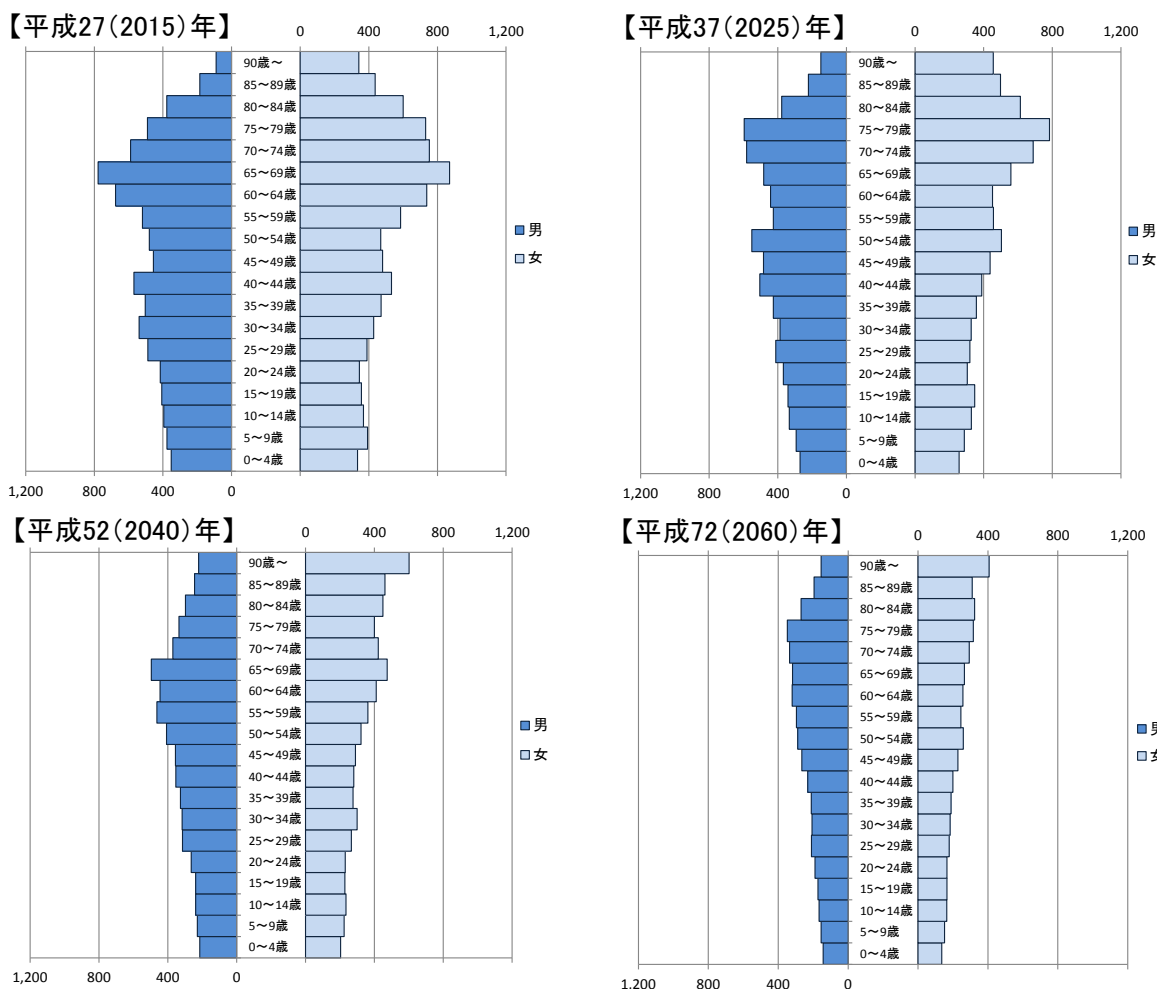 【平成27(2015)年】
0 400 800 1,200
90歳～
85～89歳
80～84歳
75～79歳
70～74歳
65～69歳
60～64歳
55～59歳
50～54歳
45～49歳
40～44歳
35～39歳
30～34歳
25～29歳
20～24歳
15～19歳
10～14歳
5～9歳
0～4歳
1,200 800 400 0
男
女
【平成37(2025)年】
0 400 800 1,200
90歳～
85～89歳
80～84歳
75～79歳
70～74歳
65～69歳
60～64歳
55～59歳
50～54歳
45～49歳
40～44歳
35～39歳
30～34歳
25～29歳
20～24歳
15～19歳
10～14歳
5～9歳
0～4歳
1,200 800 400 0
男
女
【平成52(2040)年】
0 400 800 1,200
90歳～
85～89歳
80～84歳
75～79歳
70～74歳
65～69歳
60～64歳
55～59歳
50～54歳
45～49歳
40～44歳
35～39歳
30～34歳
25～29歳
20～24歳
15～19歳
10～14歳
5～9歳
0～4歳
1,200 800 400 0
男
女
【平成72(2060)年】
0 400 800 1,200
90歳～
85～89歳
80～84歳
75～79歳
70～74歳
65～69歳
60～64歳
55～59歳
50～54歳
45～49歳
40～44歳
35～39歳
30～34歳
25～29歳
20～24歳
15～19歳
10～14歳
5～9歳
0～4歳
1,200 800 400 0
男
女